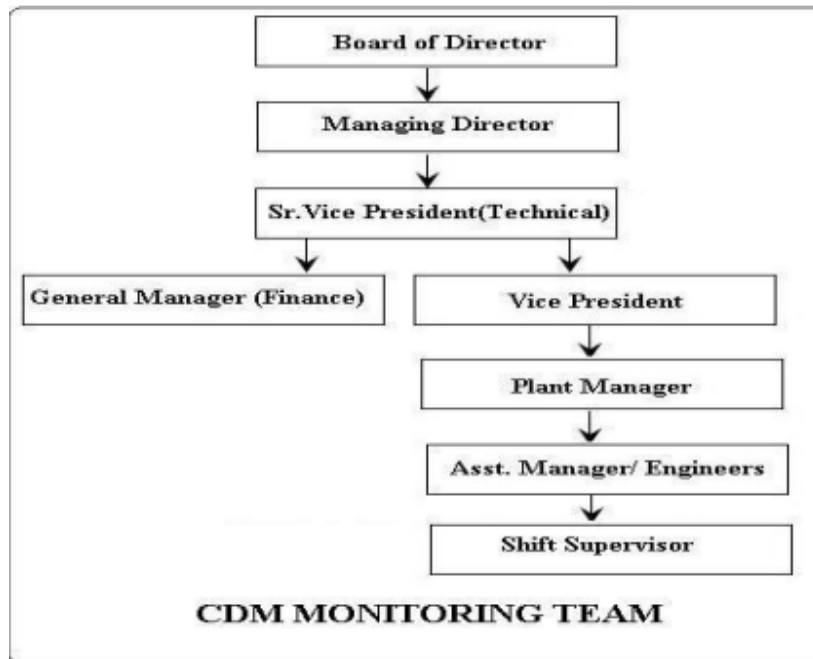 Board of Director
Managing Director
Sr.Vice President(Technical)
General Manager (Finance)
Vice President
Plant Manager
Asst. Manager/ Engineers
Shift Supervisor
CDM MONITORING TEAM